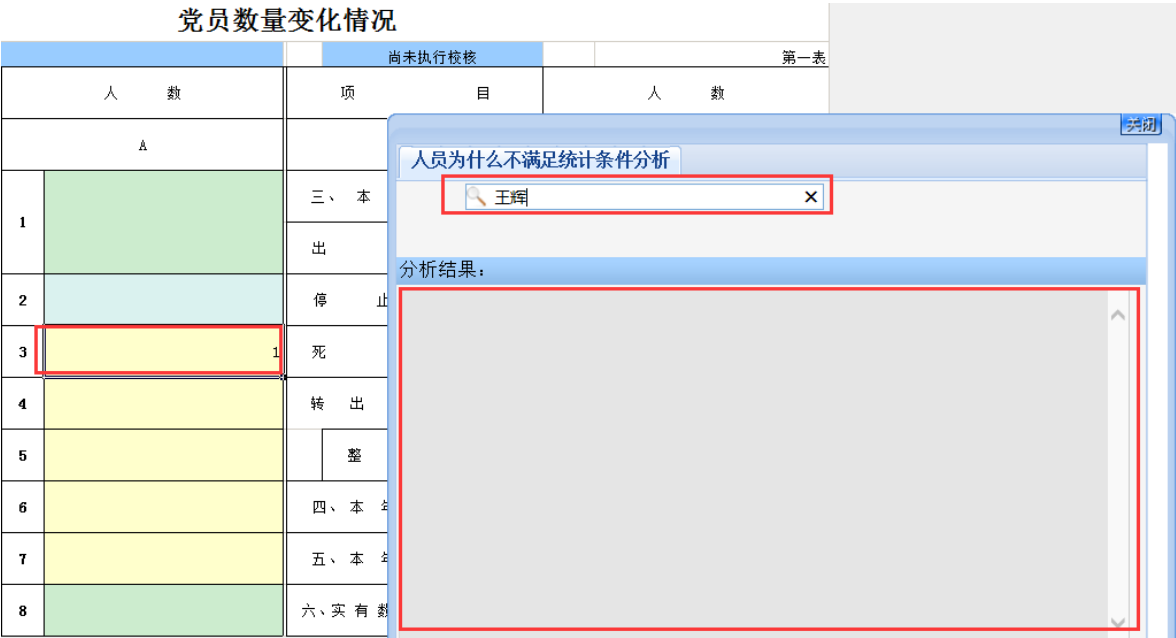 党员数量变化情况
尚未执行校核 第一表
人 数 项 目 人 数
A
关闭
人员为什么不满足统计条件分析
王辉
分析结果：
1 三、 本
出
2 停 止
3 1 死
4 转 出
5 整
6 四、 本 年
7 五、 本 年
8 六、实 有 数